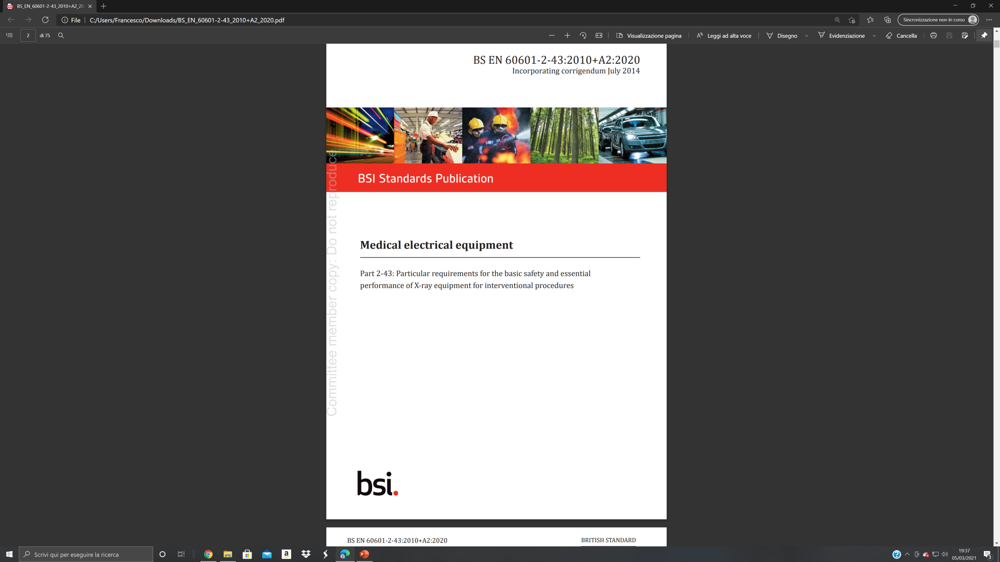 BS_EN_60601-2-43_2010+A2_20
File
C:/Users/Francesco/Downloads/BS_EN_60601-2-43_2010+A2_2020.pdf
Sincronizzazione non in corso
2 di 75
Visualizzazione pagina
Leggi ad alta voce
Disegno
Evidenziazione
Cancella
BS EN 60601-2-43:2010+A2:2020
Incorporating corrigendum July 2014
BSI Standards Publication
Committee member copy: Do not reproduce
Medical electrical equipment
Part 2-43: Particular requirements for the basic safety and essential
performance of X-ray equipment for interventional procedures
bsi.
BS EN 60601-2-43:2010+A2:2020
BRITISH STANDARD
Scrivi qui per eseguire la ricerca
19:37
05/03/2021
3